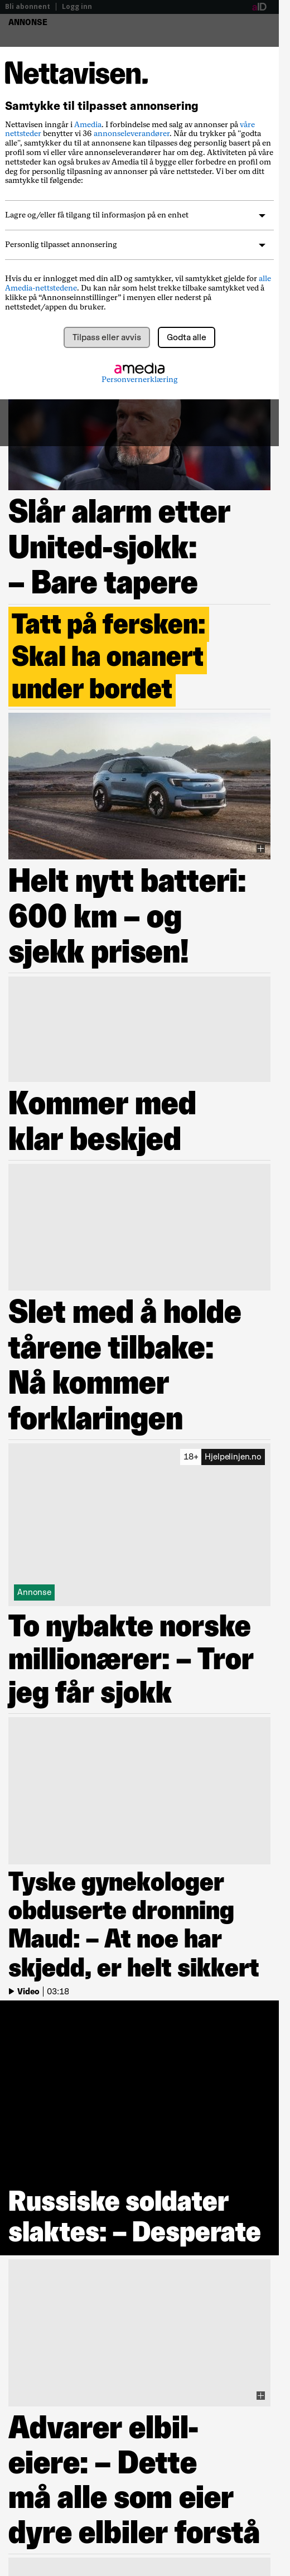 Bli abonnent | Logg inn
aID
ANNONSE
Nettavisen.
Samtykke til tilpasset annonsering
Nettavisen inngår i Amedia. I forbindelse med salg av annonser på våre
nettsteder benytter vi 36 annonseleverandører. Når du trykker på "godta
alle", samtykker du til at annonsene kan tilpasses deg personlig basert på en
profil vi eller våre annonseleverandører har om deg. Aktiviteten på våre
nettsteder kan også brukes av Amedia til å bygge eller forbedre en profil om
deg for personlig tilpasning av annonser på våre nettsteder. Vi ber om ditt
samtykke til følgende:
Lagre og/eller få tilgang til informasjon på en enhet
Personlig tilpasset annonsering
Hvis du er innlogget med din aID og samtykker, vil samtykket gjelde for alle
Amedia-nettstedene. Du kan når som helst trekke tilbake samtykket ved å
klikke på “Annonseinnstillinger” i menyen eller nederst på
nettstedet/appen du bruker.
Tilpass eller avvis
Godta alle
amedia
Personvernerklæring
Slår alarm etter
United-sjokk:
– Bare tapere
Tatt på fersken:
Skal ha onanert
under bordet
Helt nytt batteri:
600 km – og
sjekk prisen!
Kommer med
klar beskjed
Slet med å holde
tårene tilbake:
Nå kommer
forklaringen
18+ Hjelpelinjen.no
Annonse
To nybakte norske
millionærer: – Tror
jeg får sjokk
Tyske gynekologer
obduserte dronning
Maud: – At noe har
skjedd, er helt sikkert
Video | 03:18
Russiske soldater
slaktes: – Desperate
Advarer elbil-
eiere: – Dette
må alle som eier
dyre elbiler forstå